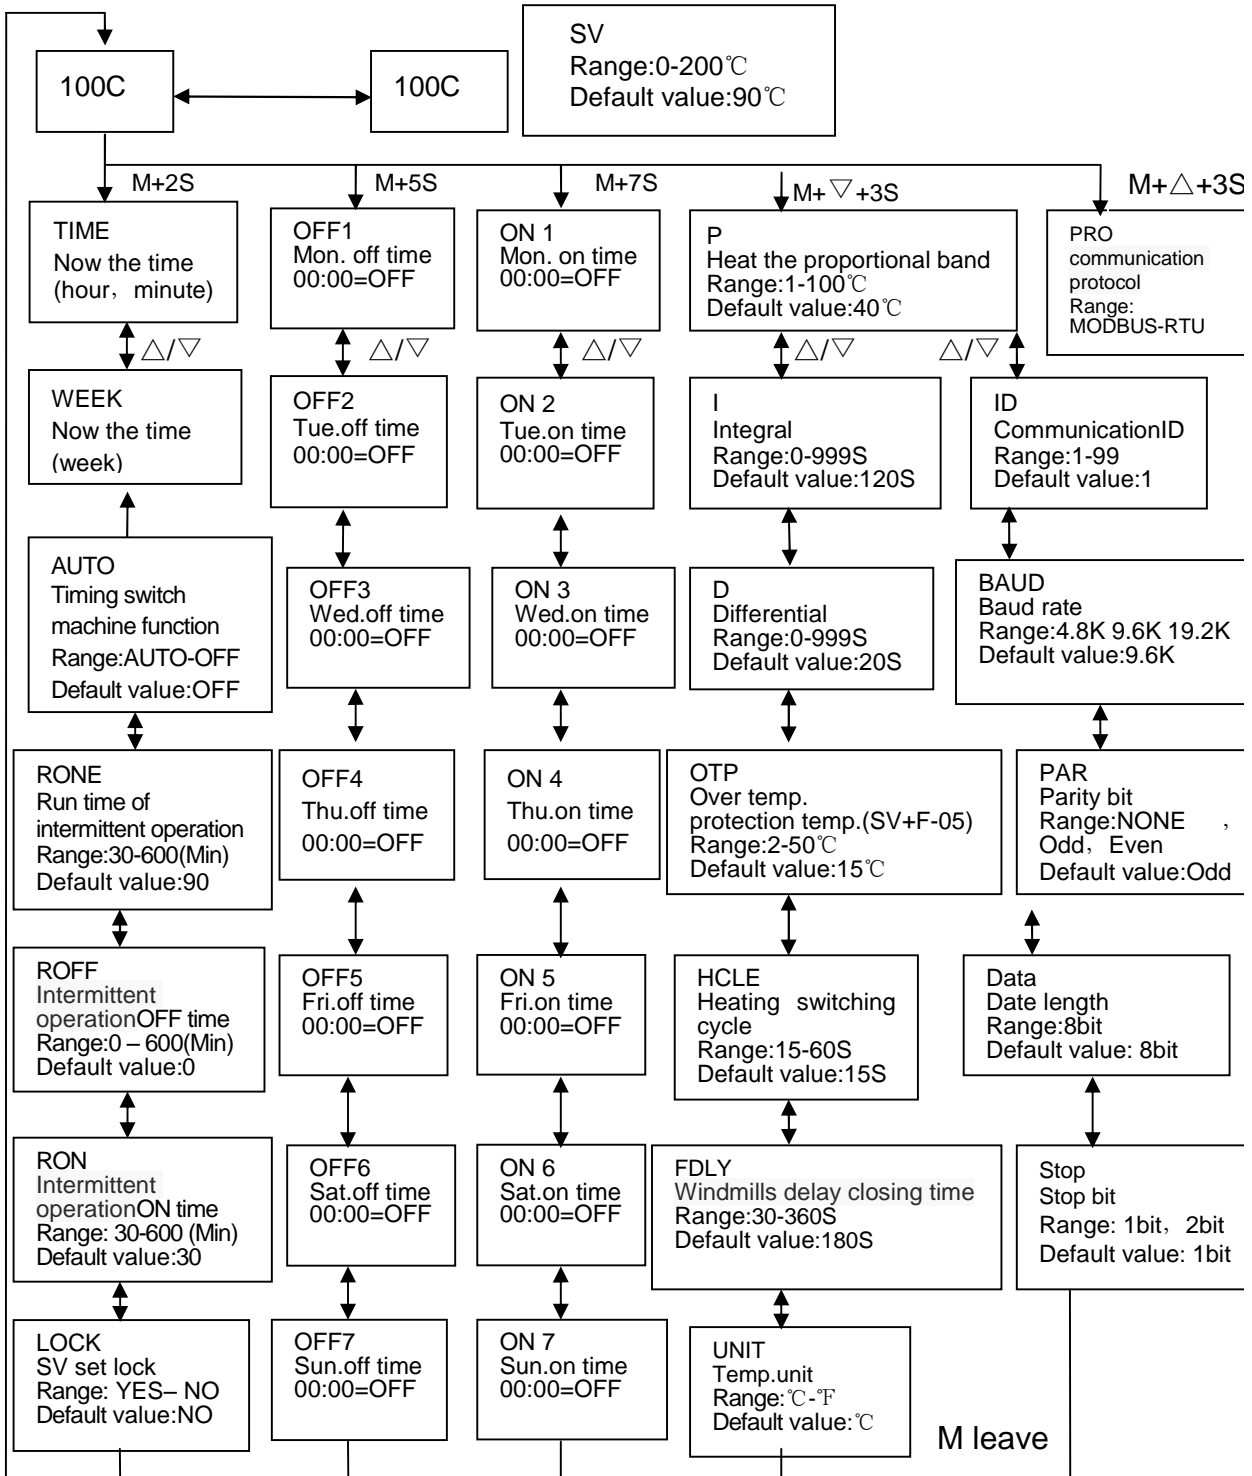 100C
100C
SV
Range:0-200℃
Default value:90℃
M+2S
M+5S
M+7S
M+▽+3S
M+△+3S
TIME
Now the time
(hour，minute)
△/▽
WEEK
Now the time
(week)
AUTO
Timing switch
machine function
Range:AUTO-OFF
Default value:OFF
RONE
Run time of
intermittent operation
Range:30-600(Min)
Default value:90
ROFF
Intermittent
operationOFF time
Range:0 – 600(Min)
Default value:0
RON
Intermittent
operationON time
Range: 30-600 (Min)
Default value:30
LOCK
SV set lock
Range: YES– NO
Default value:NO
OFF1
Mon. off time
00:00=OFF
△/▽
OFF2
Tue.off time
00:00=OFF
OFF3
Wed.off time
00:00=OFF
OFF4
Thu.off time
00:00=OFF
OFF5
Fri.off time
00:00=OFF
OFF6
Sat.off time
00:00=OFF
OFF7
Sun.off time
00:00=OFF
ON 1
Mon. on time
00:00=OFF
△/▽
ON 2
Tue.on time
00:00=OFF
ON 3
Wed.on time
00:00=OFF
ON 4
Thu.on time
00:00=OFF
ON 5
Fri.on time
00:00=OFF
ON 6
Sat.on time
00:00=OFF
ON 7
Sun.on time
00:00=OFF
P
Heat the proportional band
Range:1-100℃
Default value:40℃
△/▽
I
Integral
Range:0-999S
Default value:120S
D
Differential
Range:0-999S
Default value:20S
OTP
Over temp.
protection temp.(SV+F-05)
Range:2-50℃
Default value:15℃
HCLE
Heating switching
cycle
Range:15-60S
Default value:15S
FDLY
Windmills delay closing time
Range:30-360S
Default value:180S
UNIT
Temp.unit
Range:℃-℉
Default value:℃
PRO
communication
protocol
Range:
MODBUS-RTU
△/▽
ID
CommunicationID
Range:1-99
Default value:1
BAUD
Baud rate
Range:4.8K 9.6K 19.2K
Default value:9.6K
PAR
Parity bit
Range:NONE ，
Odd，Even
Default value:Odd
Data
Date length
Range:8bit
Default value: 8bit
Stop
Stop bit
Range: 1bit，2bit
Default value: 1bit
M leave